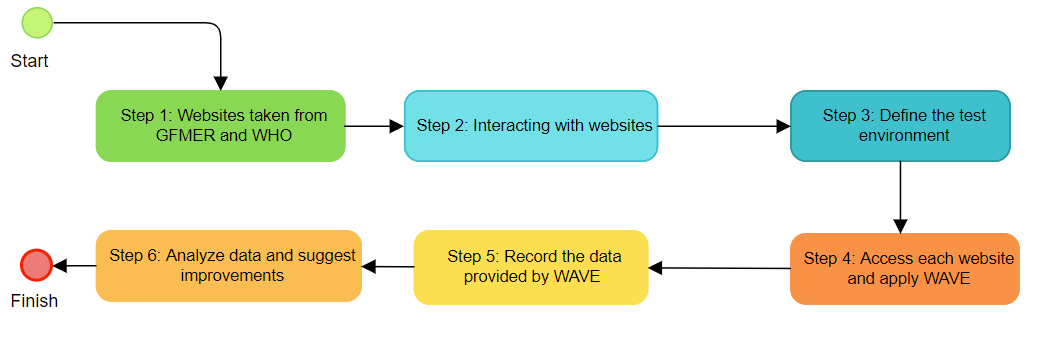 Start
Step 1: Websites taken from
GFMER and WHO
Step 2: Interacting with websites
Step 3: Define the test
environment
Step 4: Access each website
and apply WAVE
Step 5: Record the data
provided by WAVE
Step 6: Analyze data and suggest
improvements
Finish